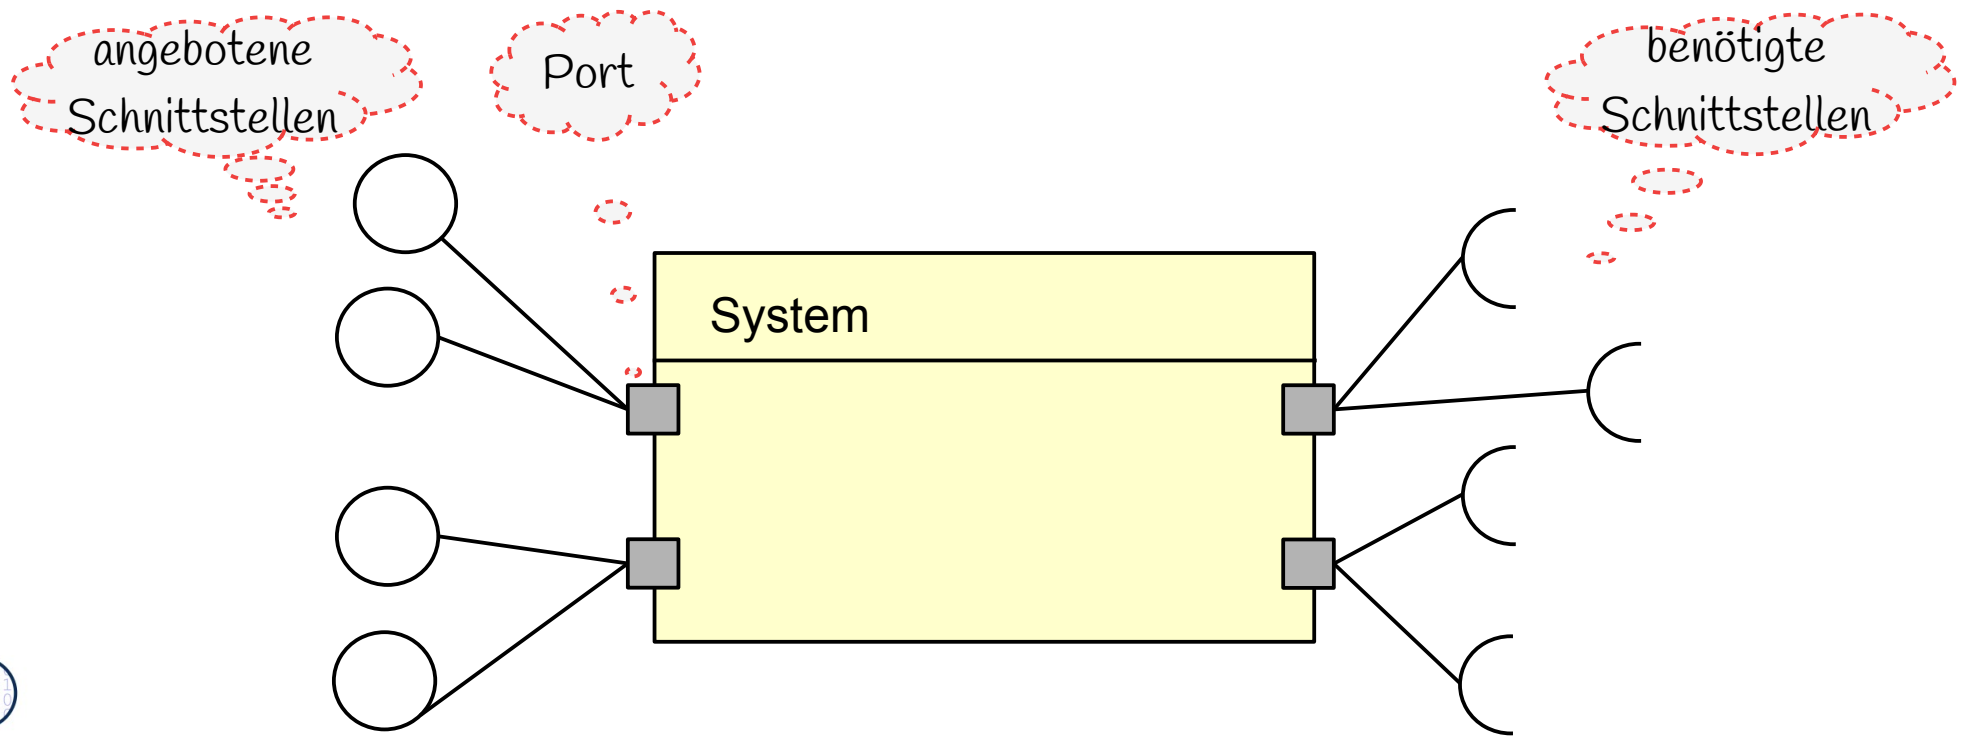 angebotene
Schnittstellen
Port
benötigte
Schnittstellen
System